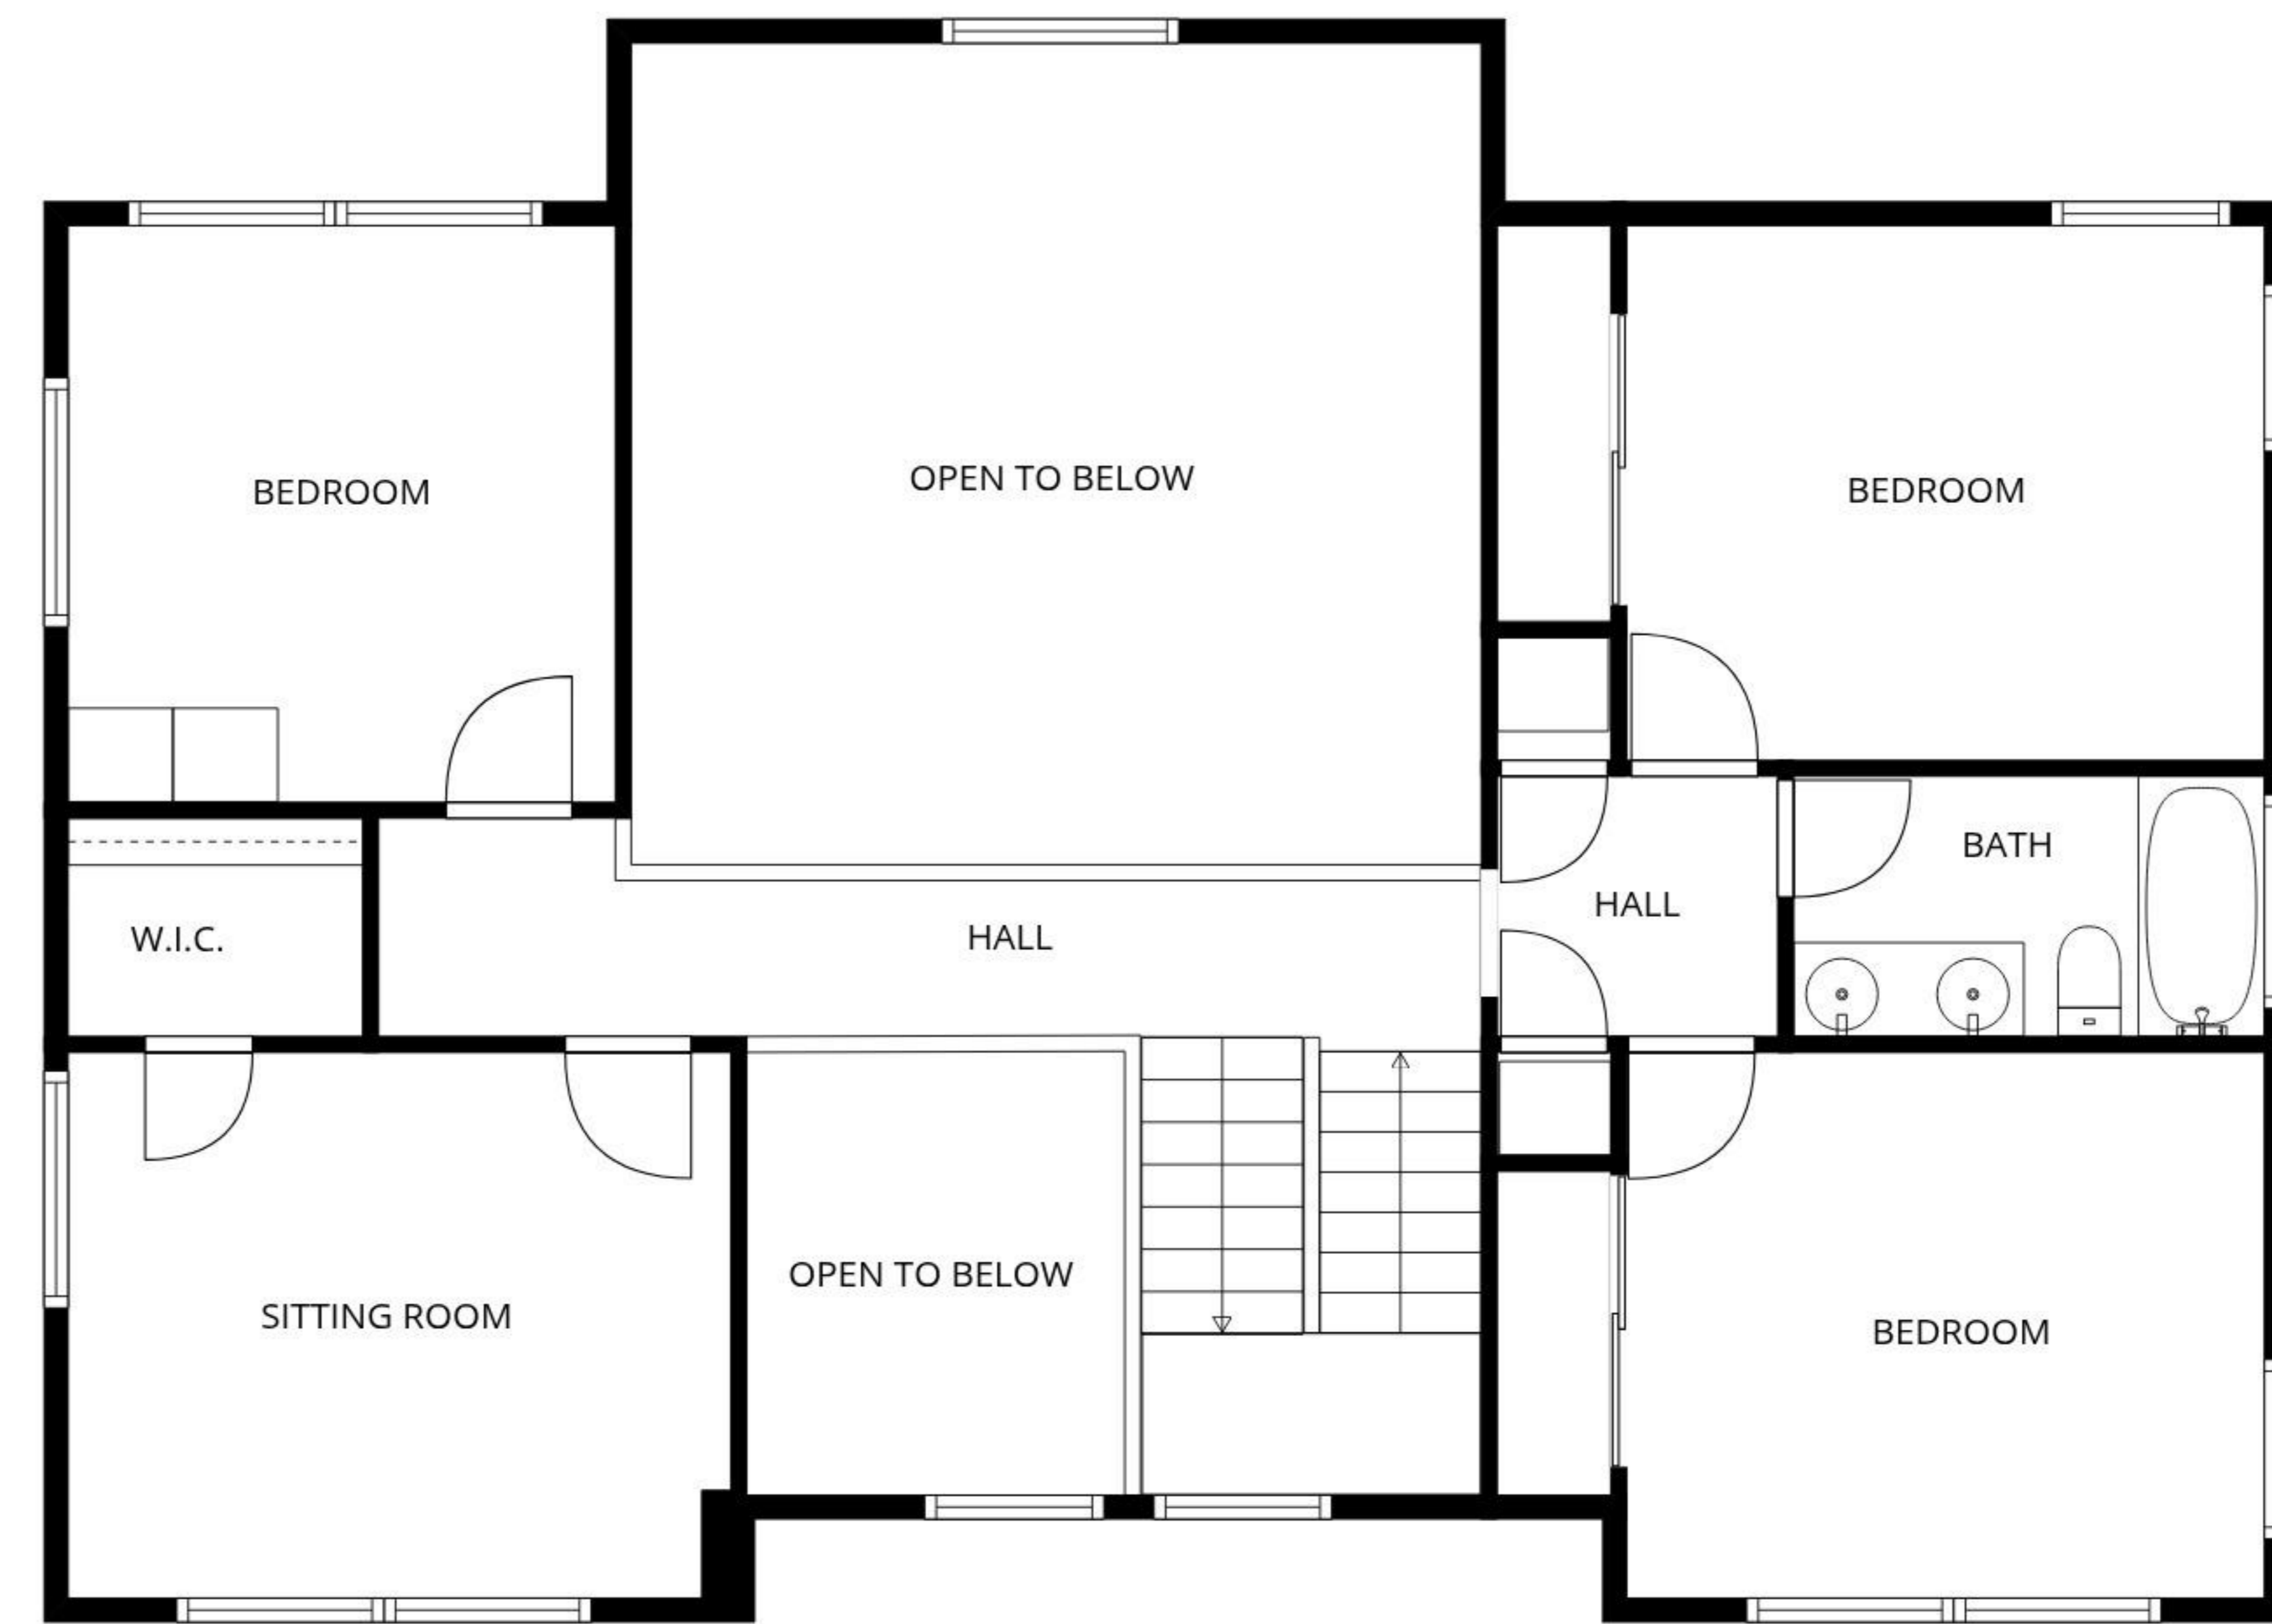 OPEN TO BELOW
BEDROOM
BEDROOM
BATH
HALL
W.I.C.
HALL
OPEN TO BELOW
SITTING ROOM
BEDROOM